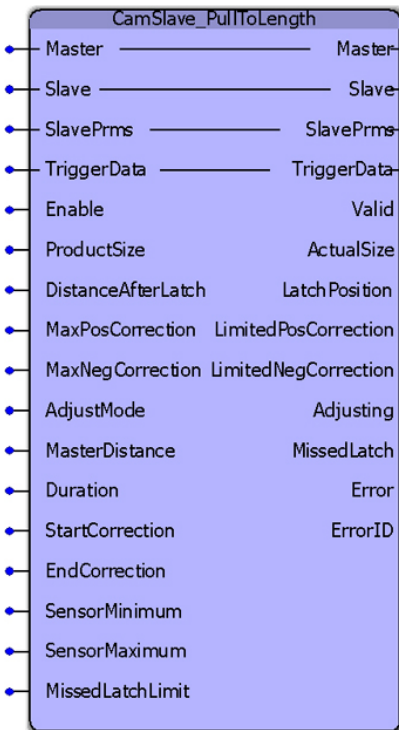 CamSlave_PullToLength
Master Master
Slave Slave
SlavePrms SlavePrms
TriggerData TriggerData
Enable Valid
ProductSize ActualSize
DistanceAfterLatch LatchPosition
MaxPosCorrection LimitedPosCorrection
MaxNegCorrection LimitedNegCorrection
AdjustMode Adjusting
MasterDistance MissedLatch
Duration Error
StartCorrection ErrorID
EndCorrection
SensorMinimum
SensorMaximum
MissedLatchLimit